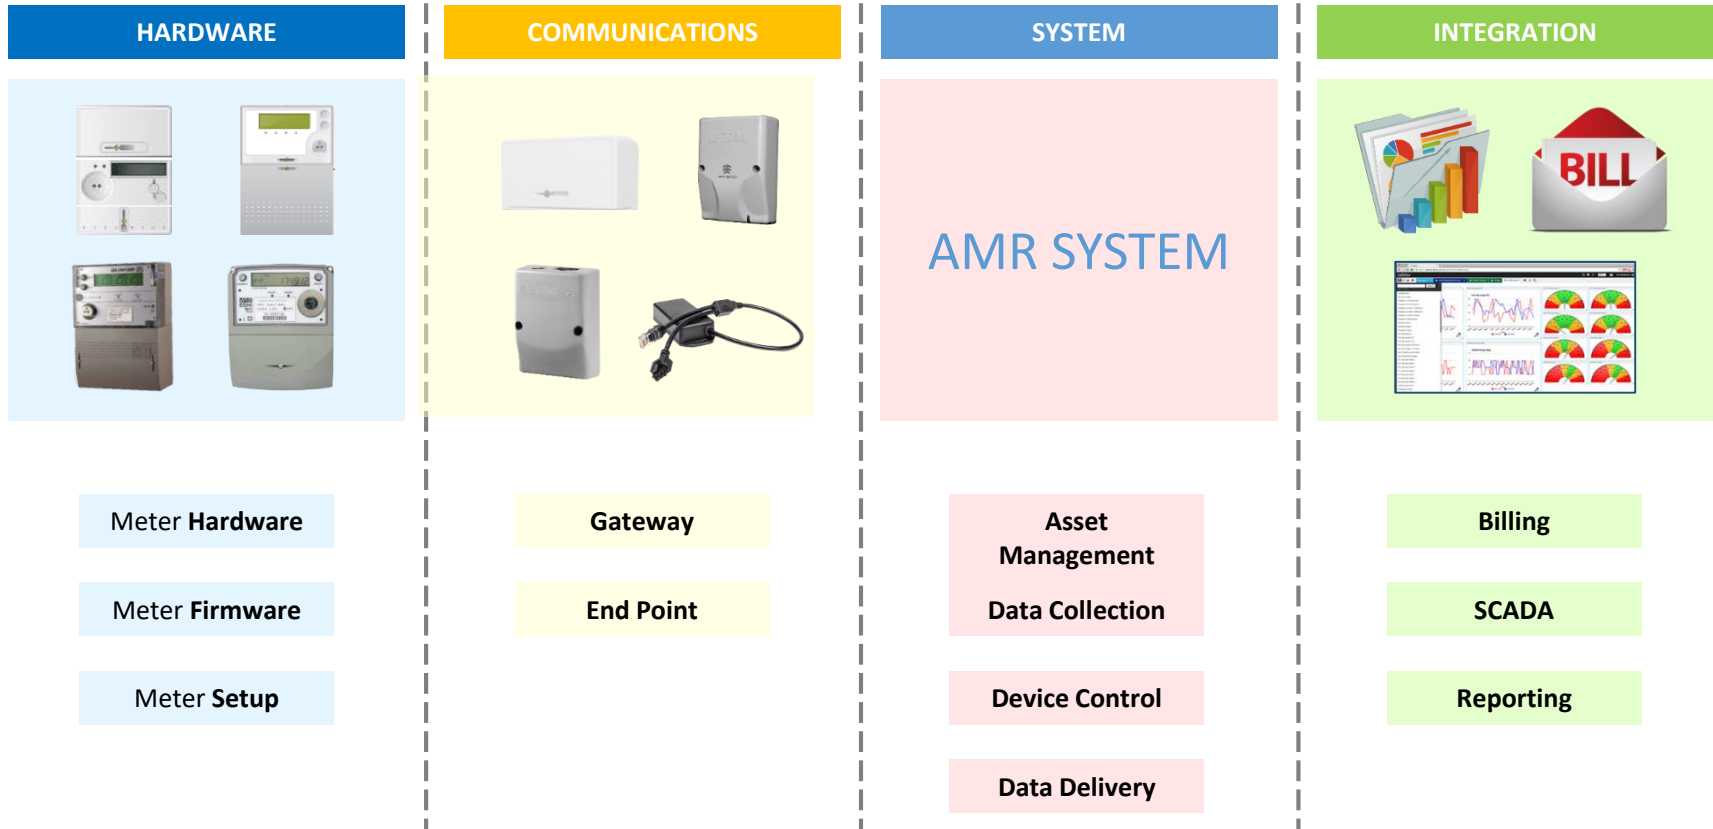 HARDWARE
COMMUNICATIONS
SYSTEM
INTEGRATION
BILL
AMR SYSTEM
Meter Hardware
Gateway
Asset
Management
Billing
Meter Firmware
End Point
Data Collection
SCADA
Meter Setup
Device Control
Reporting
Data Delivery